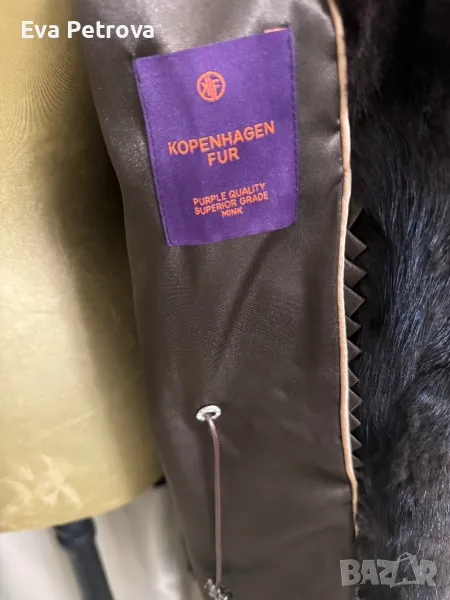 Eva Petrova
KF
KOPENHAGEN
FUR
PURPLE QUALITY
SUPERIOR GRADE
MINK
BAZAR